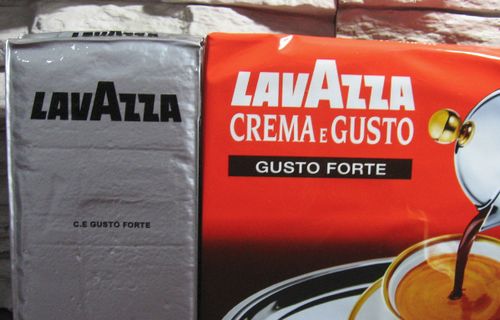 LAVAZZA
C.E GUSTO FORTE
LAVAZZA
CREMA E GUSTO
GUSTO FORTE